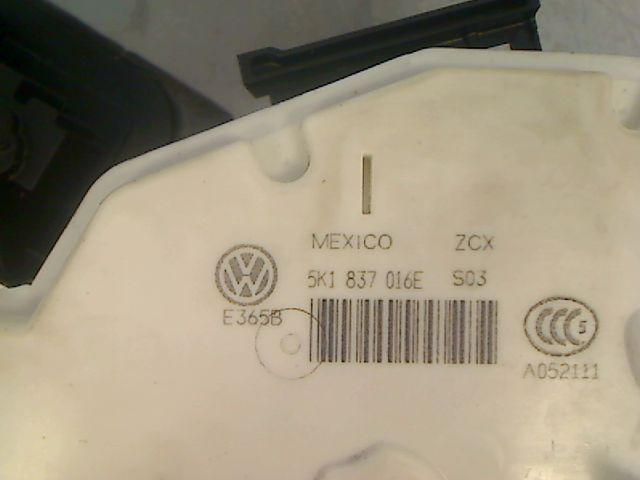 MEXICO ZCX
5K1 837 016E S03
E365B
S
A052111